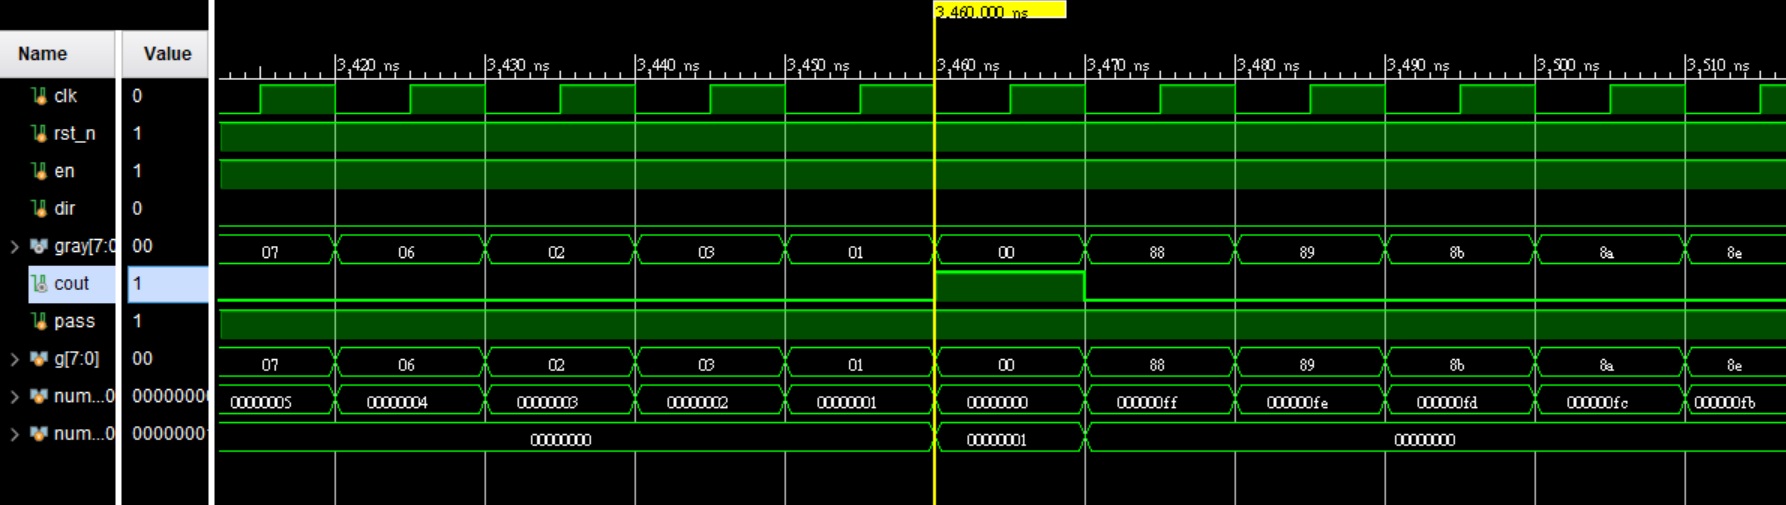 3,460.000 ns
Name Value
3,420 ns 3,430 ns 3,440 ns 3,450 ns 3,460 ns 3,470 ns 3,480 ns 3,490 ns 3,500 ns 3,510 ns
clk 0
rst_n 1
en 1
dir 0
gray[7:0 00 07 06 02 03 01 00 88 89 8b 8a 8e
cout 1
pass 1
g[7:0] 00 07 06 02 03 01 00 88 89 8b 8a 8e
num...0 00000000 00000005 00000004 00000003 00000002 00000001 00000000 000000ff 000000fe 000000fd 000000fc 000000fb
num...0 00000001 00000000 00000001 00000000